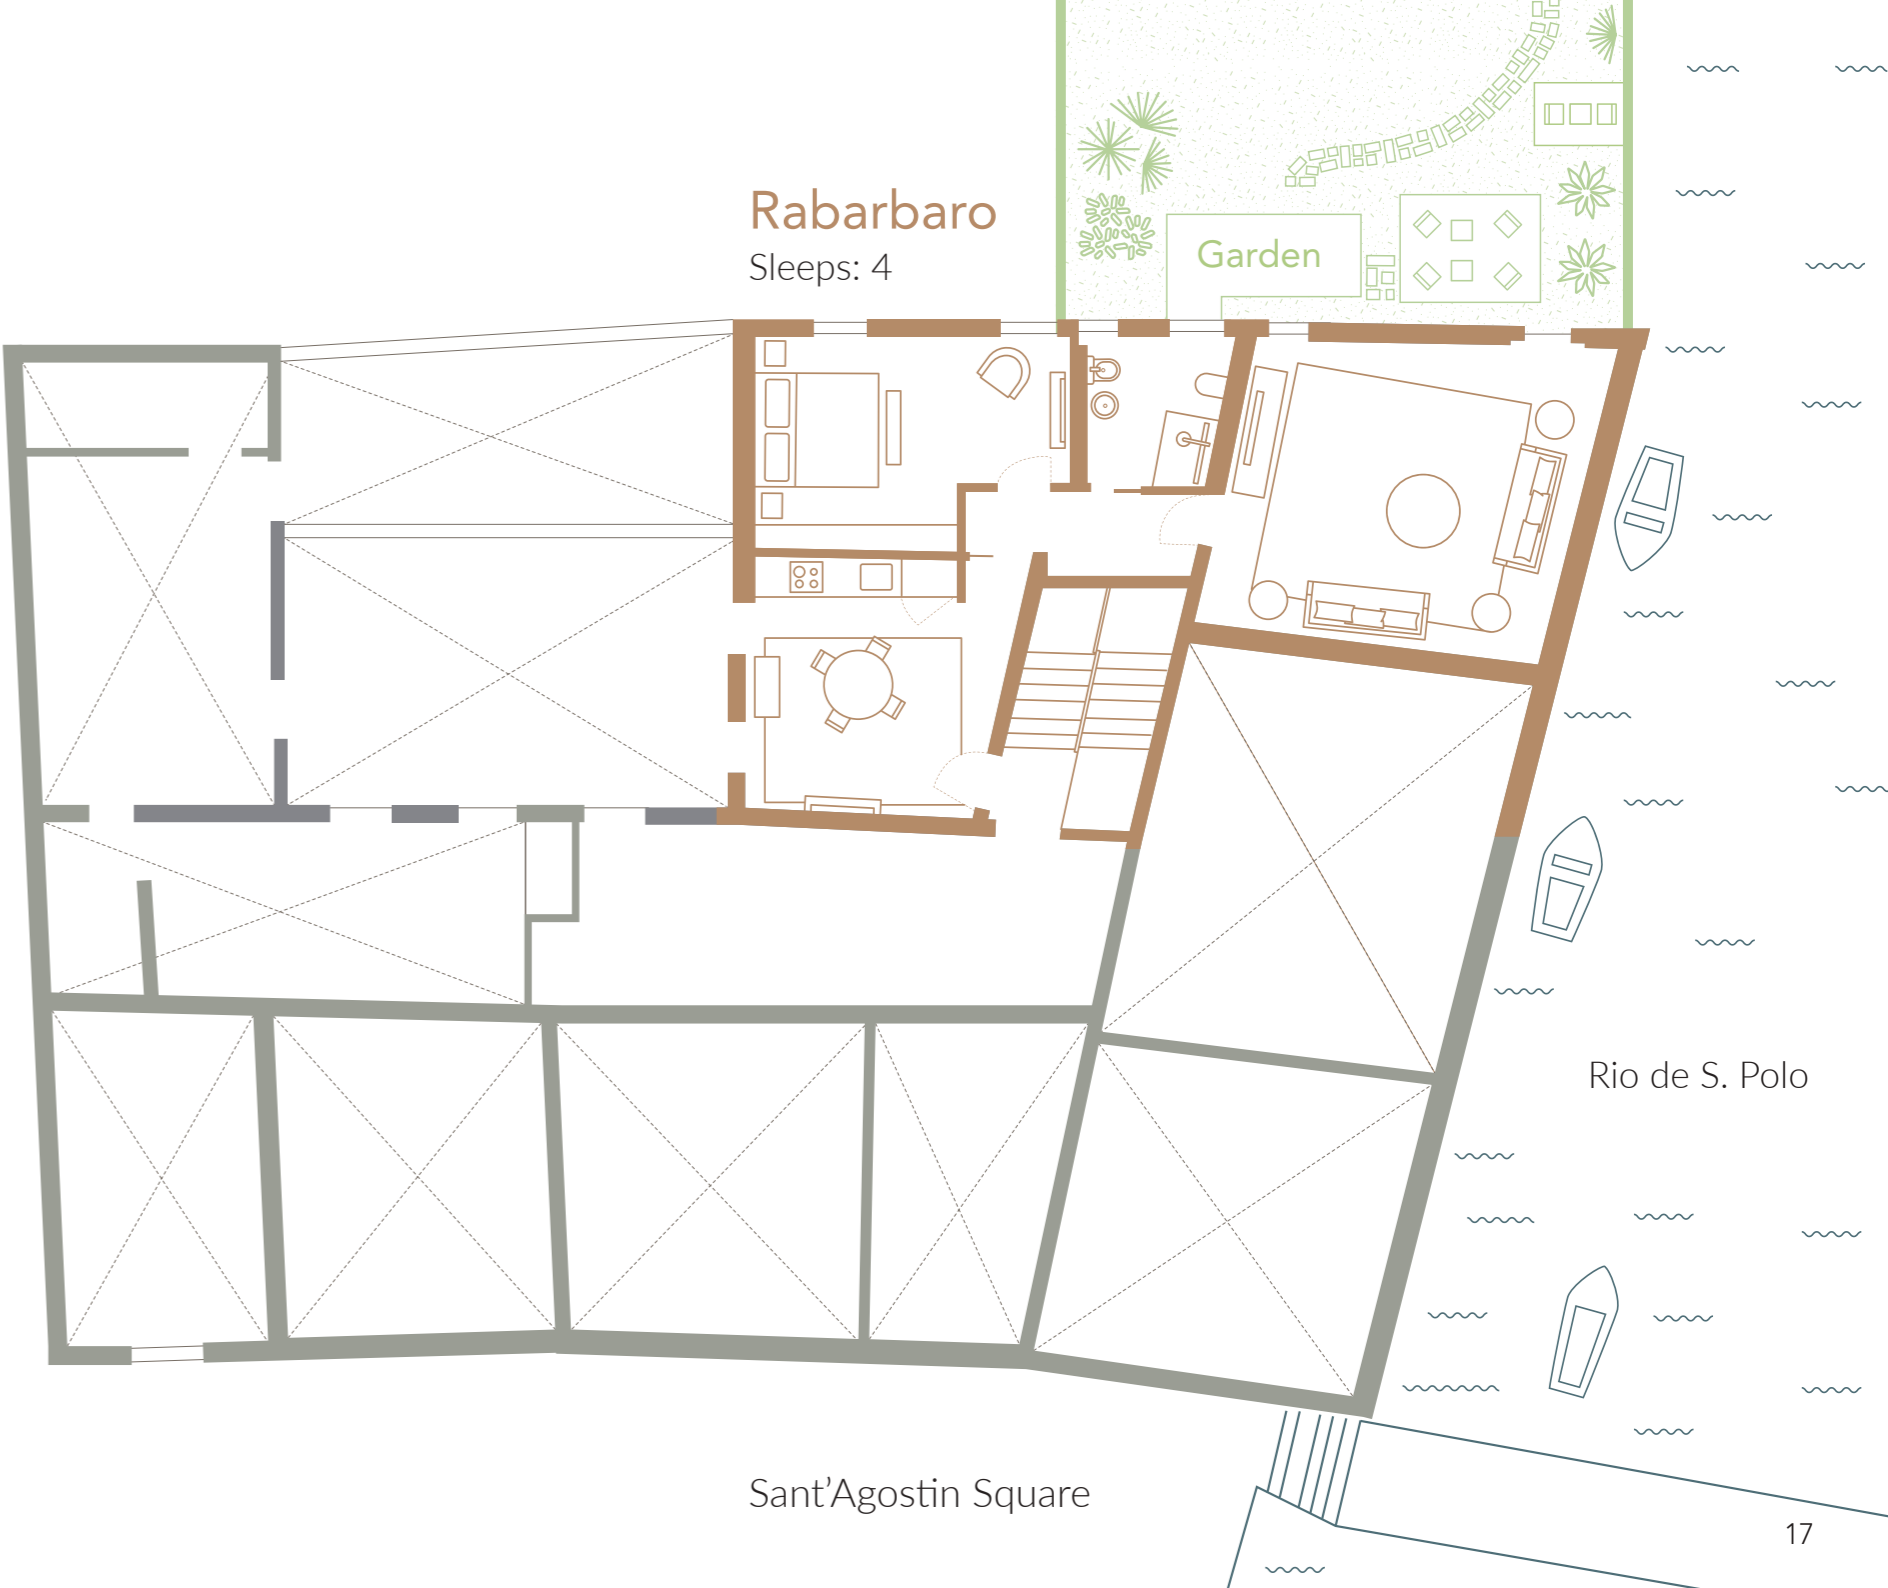 Rabarbaro
Sleeps: 4
Garden
Rio de S. Polo
Sant’Agostin Square
17